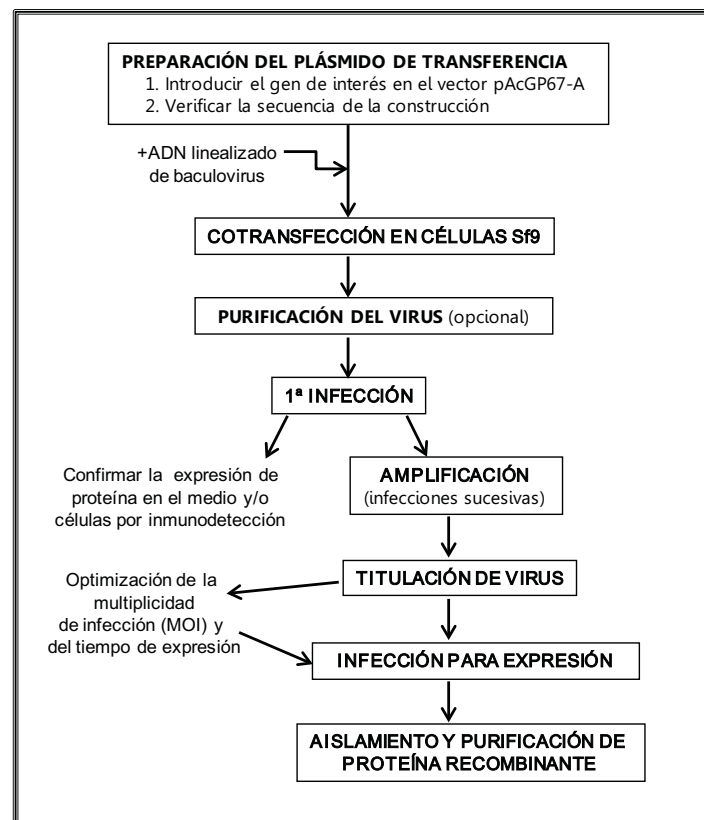 PREPARACIÓN DEL PLÁSMIDO DE TRANSFERENCIA
1. Introducir el gen de interés en el vector pAcGP67-A
2. Verificar la secuencia de la construcción
+ADN linealizado
de baculovirus
COTRANSFECCIÓN EN CÉLULAS Sf9
PURIFICACIÓN DEL VIRUS (opcional)
1ª INFECCIÓN
Confirmar la expresión de
proteína en el medio y/o
células por inmunodetección
AMPLIFICACIÓN
(infecciones sucesivas)
TITULACIÓN DE VIRUS
Optimización de la
multiplicidad
de infección (MOI) y
del tiempo de expresión
INFECCIÓN PARA EXPRESIÓN
AISLAMIENTO Y PURIFICACIÓN DE
PROTEÍNA RECOMBINANTE